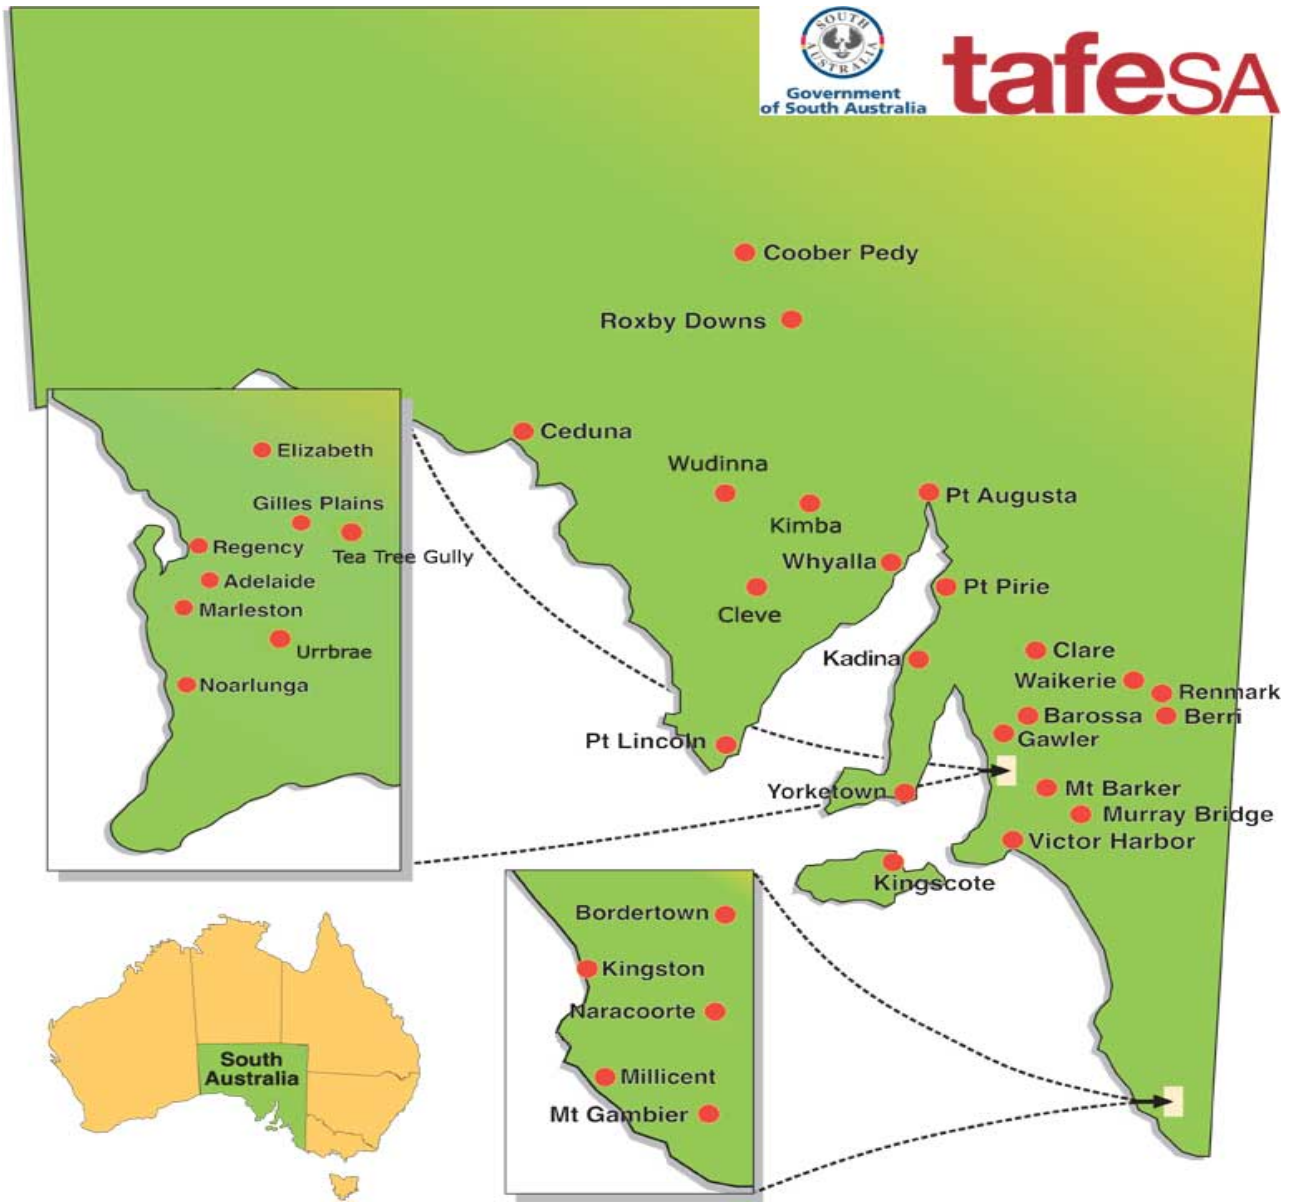 SOUTH
AUSTRALIA
Government
of South Australia
tafeSA
Coober Pedy
Roxby Downs
Ceduna
Wudinna
Kimba
Pt Augusta
Whyalla
Cleve
Pt Pirie
Kadina
Clare
Waikerie
Renmark
Barossa
Berri
Gawler
Pt Lincoln
Yorketown
Mt Barker
Murray Bridge
Victor Harbor
Kingscote
Elizabeth
Gilles Plains
Regency
Tea Tree Gully
Adelaide
Marleston
Urrbrae
Noarlunga
Bordertown
Kingston
Naracoorte
Millicent
Mt Gambier
South
Australia